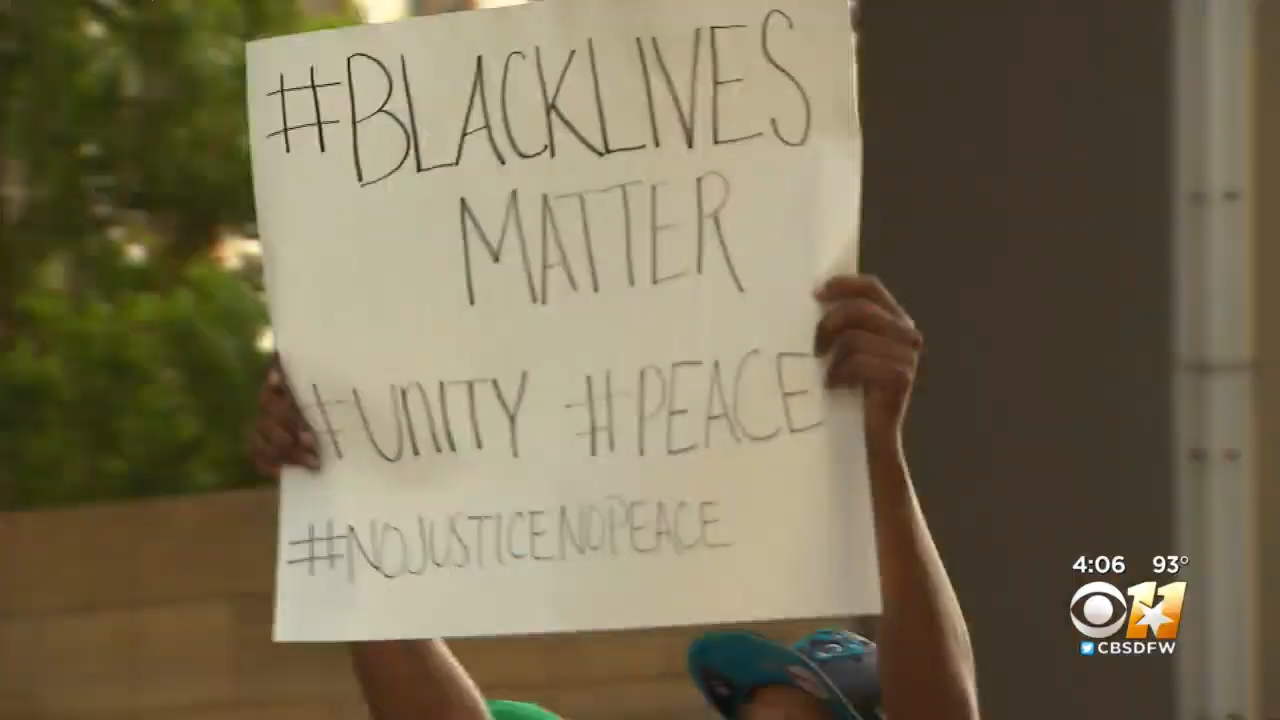 #BLACKLIVES
MATTER
#UNITY #PEACE
#NOJUSTICENOPEACE
4:06 93°
11
CBSDFW